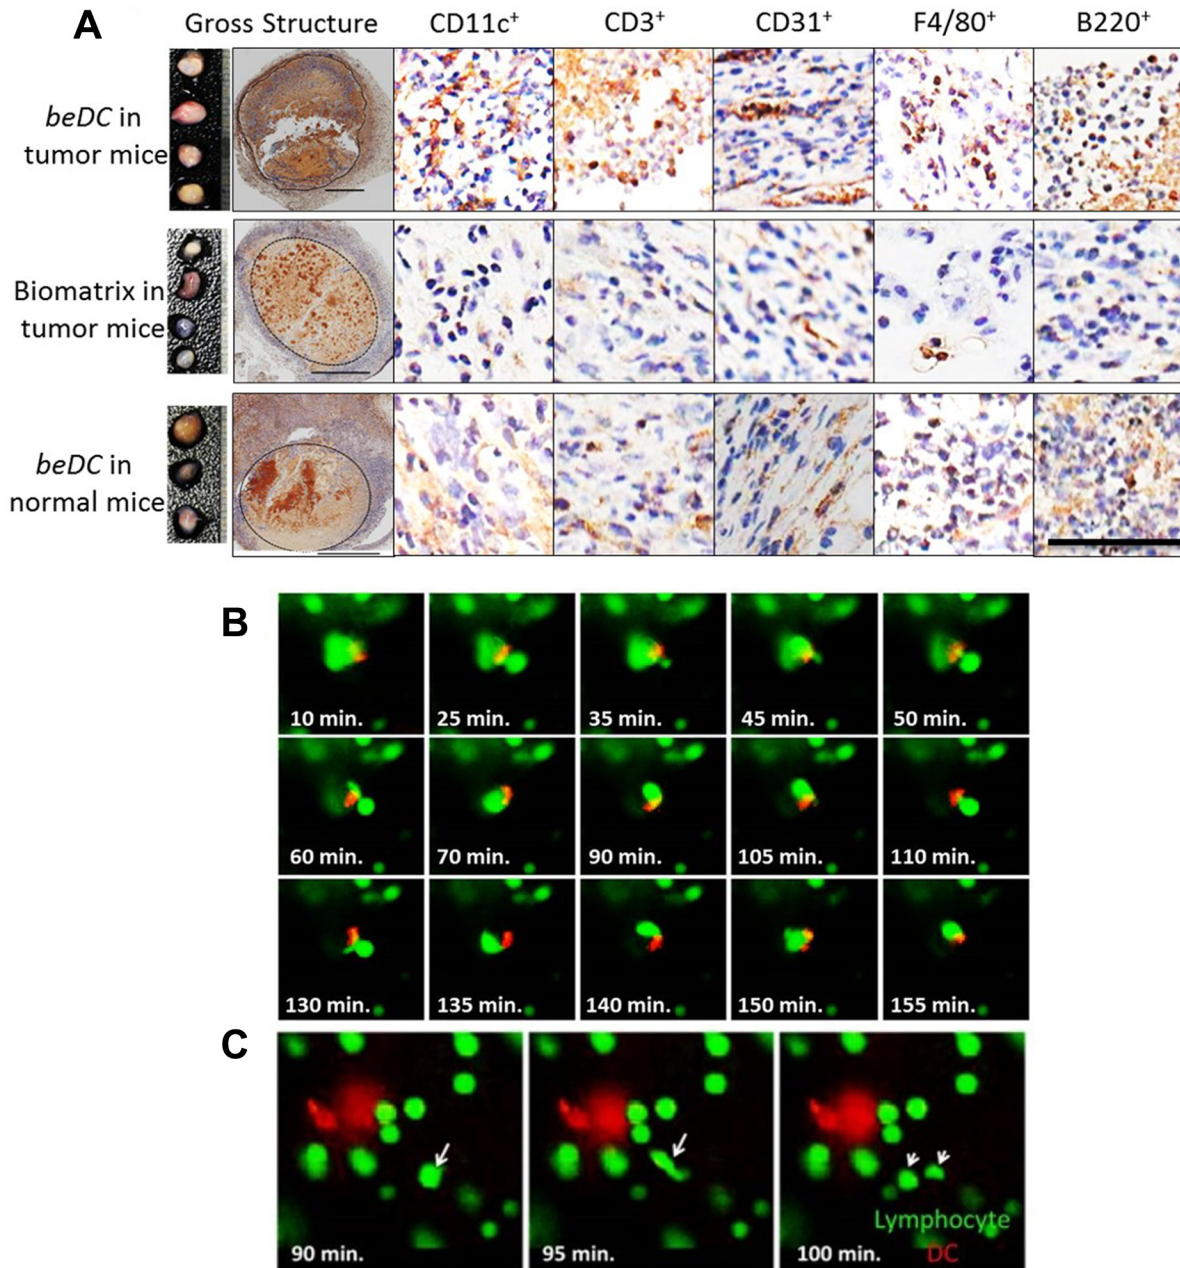 A
Gross Structure CD11c⁺ CD3⁺ CD31⁺ F4/80⁺ B220⁺
beDC in
tumor mice
Biomatrix in
tumor mice
beDC in
normal mice
B
10 min. 25 min. 35 min. 45 min. 50 min.
60 min. 70 min. 90 min. 105 min. 110 min.
130 min. 135 min. 140 min. 150 min. 155 min.
C
Lymphocyte
90 min. 95 min. 100 min. DC